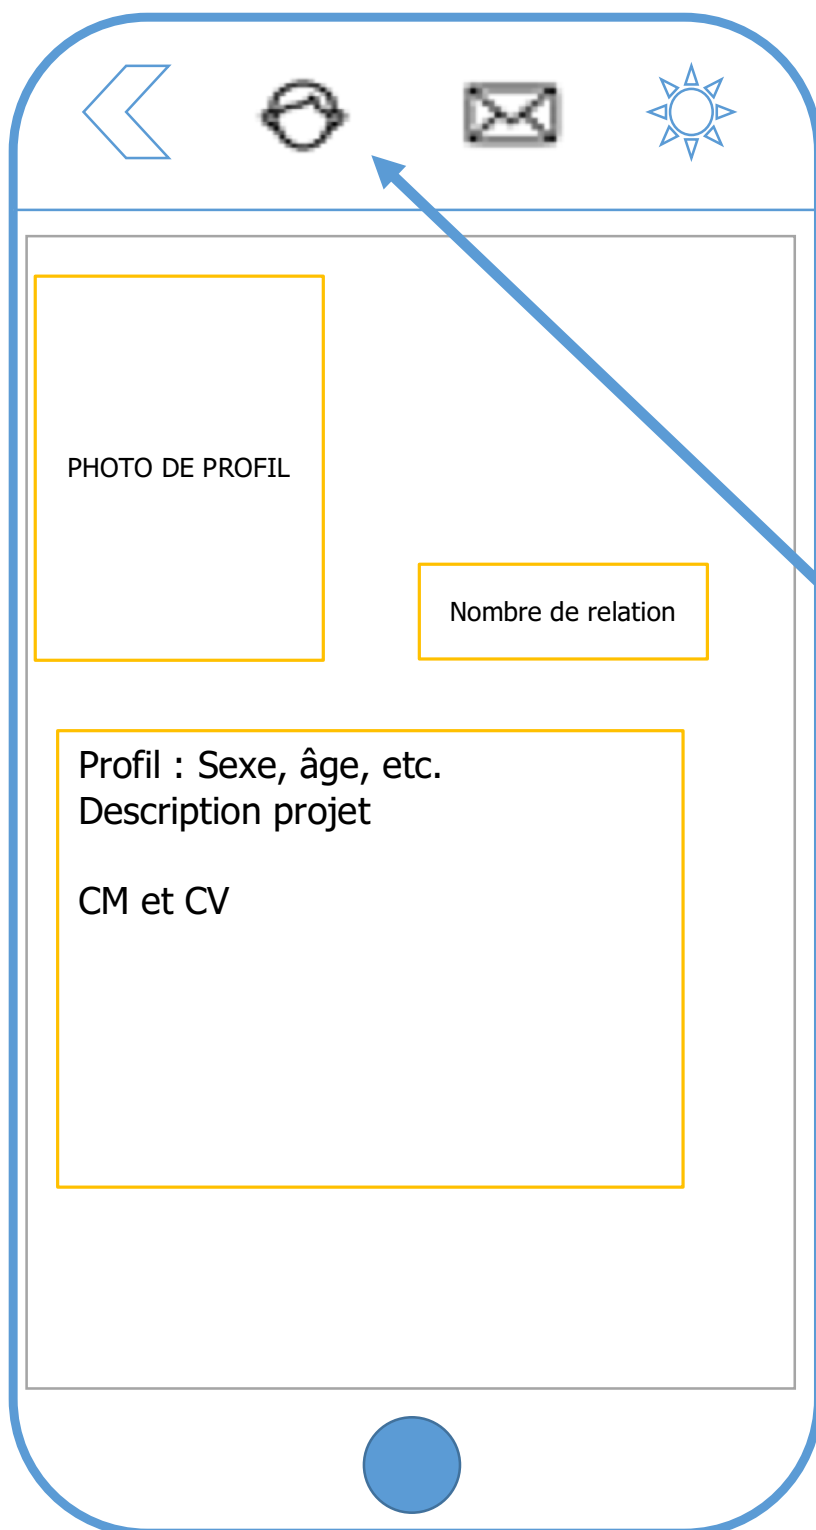 PHOTO DE PROFIL
Nombre de relation
Profil : Sexe, âge, etc.
Description projet
CM et CV